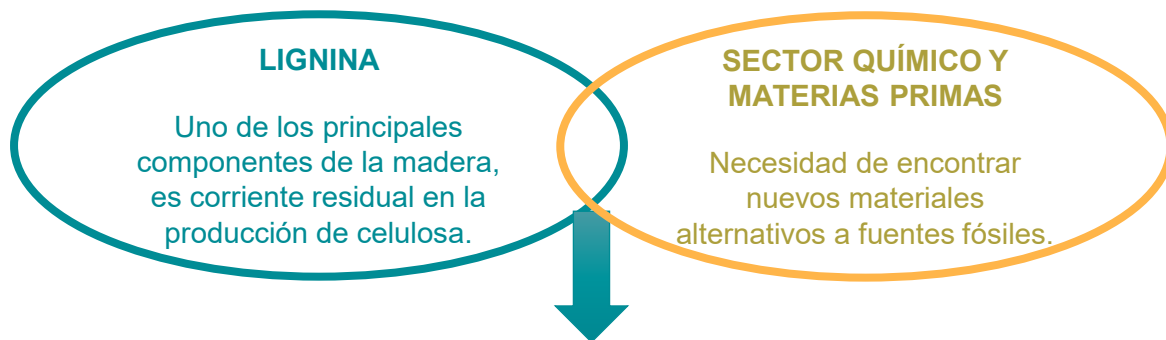 LIGNINA
Uno de los principales
componentes de la madera,
es corriente residual en la
producción de celulosa.
SECTOR QUÍMICO Y
MATERIAS PRIMAS
Necesidad de encontrar
nuevos materiales
alternativos a fuentes fósiles.